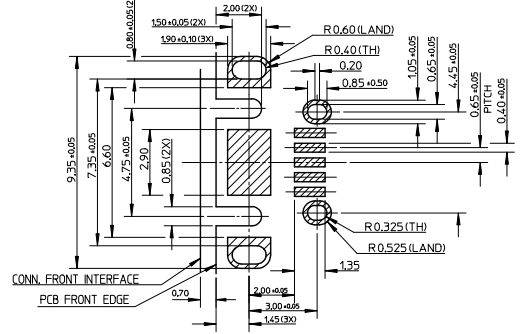 2,00 (2X)
1,50±0,05 (2X)
1,90±0,10 (3X)
R 0,60 (LAND)
R 0,40 (TH)
0,20
0,85±0,50
0,80±0,05 (2
9,35±0,05
7,35±0,05
6,60
4,75±0,05
2,90
0,85 (2X)
1,05±0,05
0,65±0,05
4,45±0,05
0,65±0,05
PITCH
0,40±0,05
R 0,325 (TH)
R 0,525 (LAND)
CONN. FRONT INTERFACE
PCB FRONT EDGE
0,70
2,00±0,05
1,35
3,00±0,05
1,45 (3X)